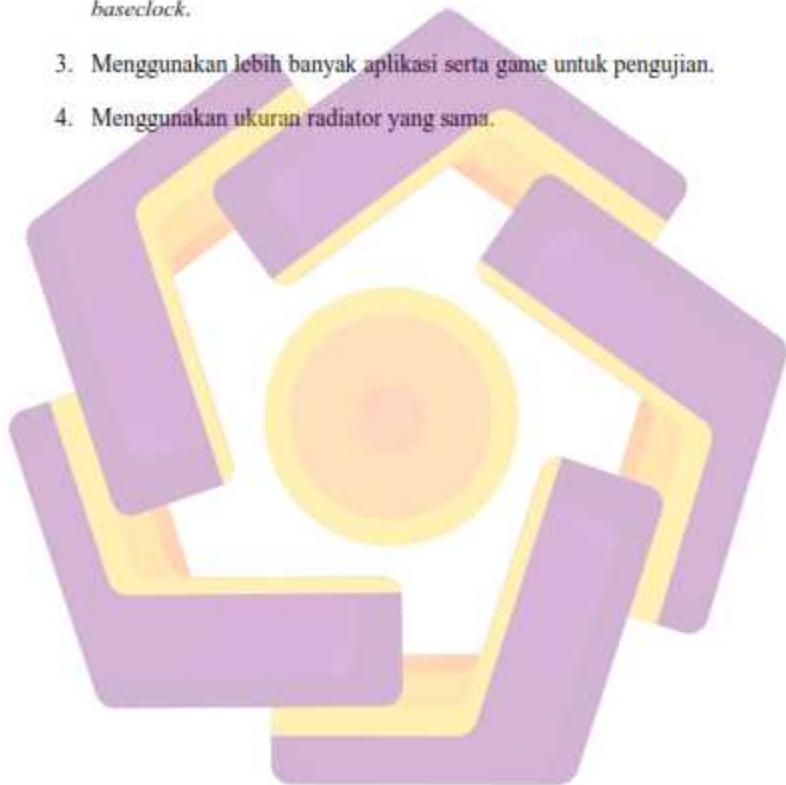 baseclock.
3. Menggunakan lebih banyak aplikasi serta game untuk pengujian.
4. Menggunakan ukuran radiator yang sama.